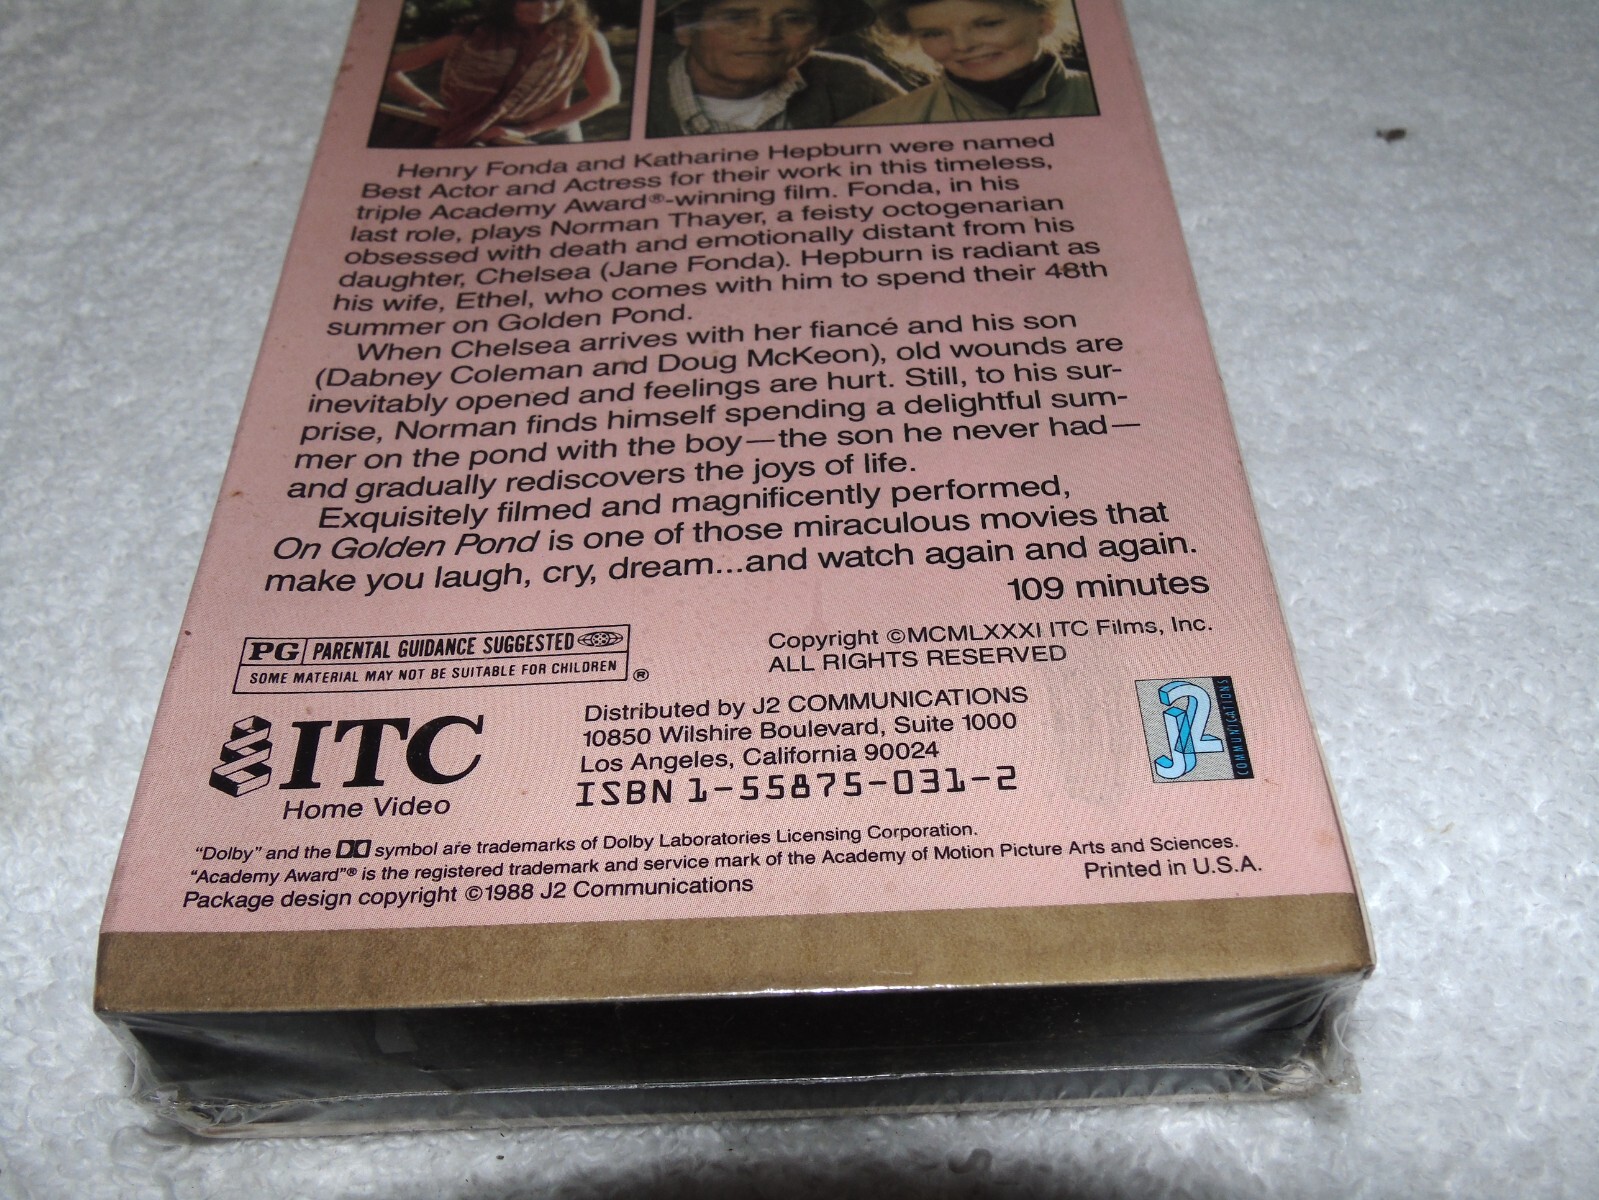 Henry Fonda and Katharine Hepburn were named
Best Actor and Actress for their work in this timeless,
triple Academy Award®-winning film. Fonda, in his
last role, plays Norman Thayer, a feisty octogenarian
obsessed with death and emotionally distant from his
daughter, Chelsea (Jane Fonda). Hepburn is radiant as
his wife, Ethel, who comes with him to spend their 48th
summer on Golden Pond.
When Chelsea arrives with her fiancé and his son
(Dabney Coleman and Doug McKeon), old wounds are
inevitably opened and feelings are hurt. Still, to his sur-
prise, Norman finds himself spending a delightful sum-
mer on the pond with the boy—the son he never had—
and gradually rediscovers the joys of life.
Exquisitely filmed and magnificently performed,
On Golden Pond is one of those miraculous movies that
make you laugh, cry, dream...and watch again and again.
109 minutes
PG PARENTAL GUIDANCE SUGGESTED
SOME MATERIAL MAY NOT BE SUITABLE FOR CHILDREN ®
Copyright ©MCMLXXXI ITC Films, Inc.
ALL RIGHTS RESERVED
ITC
Home Video
Distributed by J2 COMMUNICATIONS
10850 Wilshire Boulevard, Suite 1000
Los Angeles, California 90024
ISBN 1-55875-031-2
J2 COMMUNICATIONS
"Dolby" and the DD symbol are trademarks of Dolby Laboratories Licensing Corporation.
"Academy Award"® is the registered trademark and service mark of the Academy of Motion Picture Arts and Sciences.
Package design copyright ©1988 J2 Communications
Printed in U.S.A.